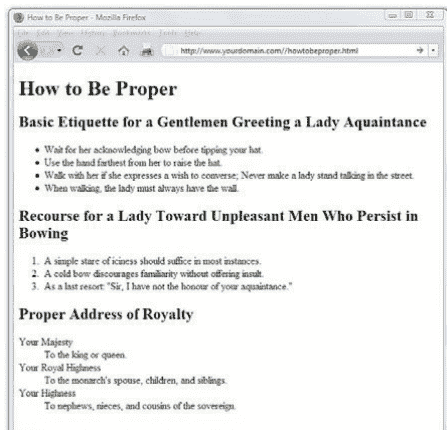 How to Be Proper - Mozilla Firefox
File Edit View History Bookmarks Tools Help
http://www.yourdomain.com//howtobeproper.html
How to Be Proper
Basic Etiquette for a Gentlemen Greeting a Lady Aquaintance
Wait for her acknowledging bow before tipping your hat.
Use the hand farthest from her to raise the hat.
Walk with her if she expresses a wish to converse; Never make a lady stand talking in the street.
When walking, the lady must always have the wall.
Recourse for a Lady Toward Unpleasant Men Who Persist in
Bowing
1. A simple stare of iciness should suffice in most instances.
2. A cold bow discourages familiarity without offering insult.
3. As a last resort: "Sir, I have not the honour of your aquaintance."
Proper Address of Royalty
Your Majesty
To the king or queen.
Your Royal Highness
To the monarch's spouse, children, and siblings.
Your Highness
To nephews, nieces, and cousins of the sovereign.